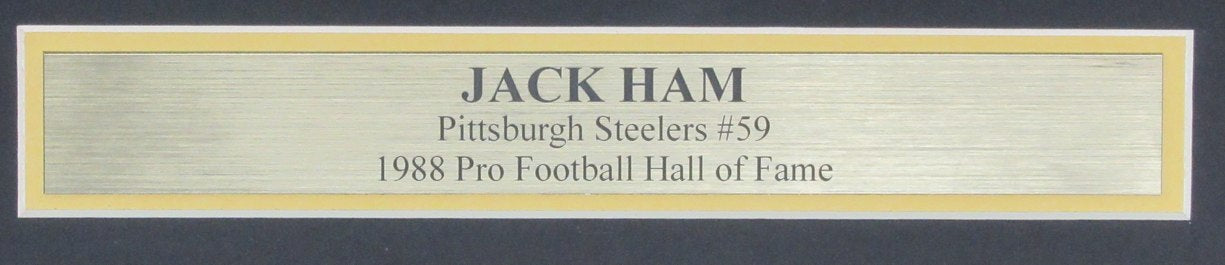 JACK HAM
Pittsburgh Steelers #59
1988 Pro Football Hall of Fame